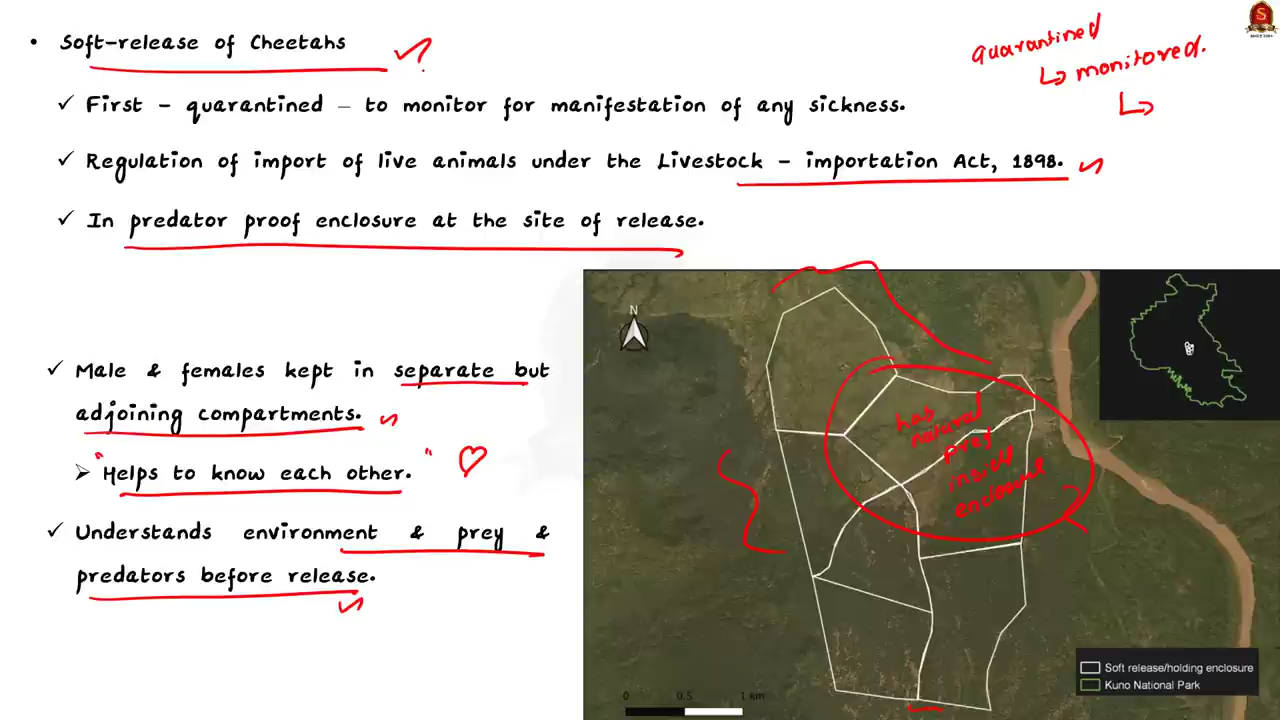 • Soft-release of Cheetahs
quarantined
↳ monitored.
✓ First – quarantined – to monitor for manifestation of any sickness.
✓ Regulation of import of live animals under the Livestock – importation Act, 1898.
✓ In predator proof enclosure at the site of release.
✓ Male & females kept in separate but
adjoining compartments.
➢ "Helps to know each other."
✓ Understands environment & prey &
predators before release.
N
has
natural
prey
inside
enclosure
Soft release/holding enclosure
Kuno National Park
0 0.5 1 km
S
SINCE 2004